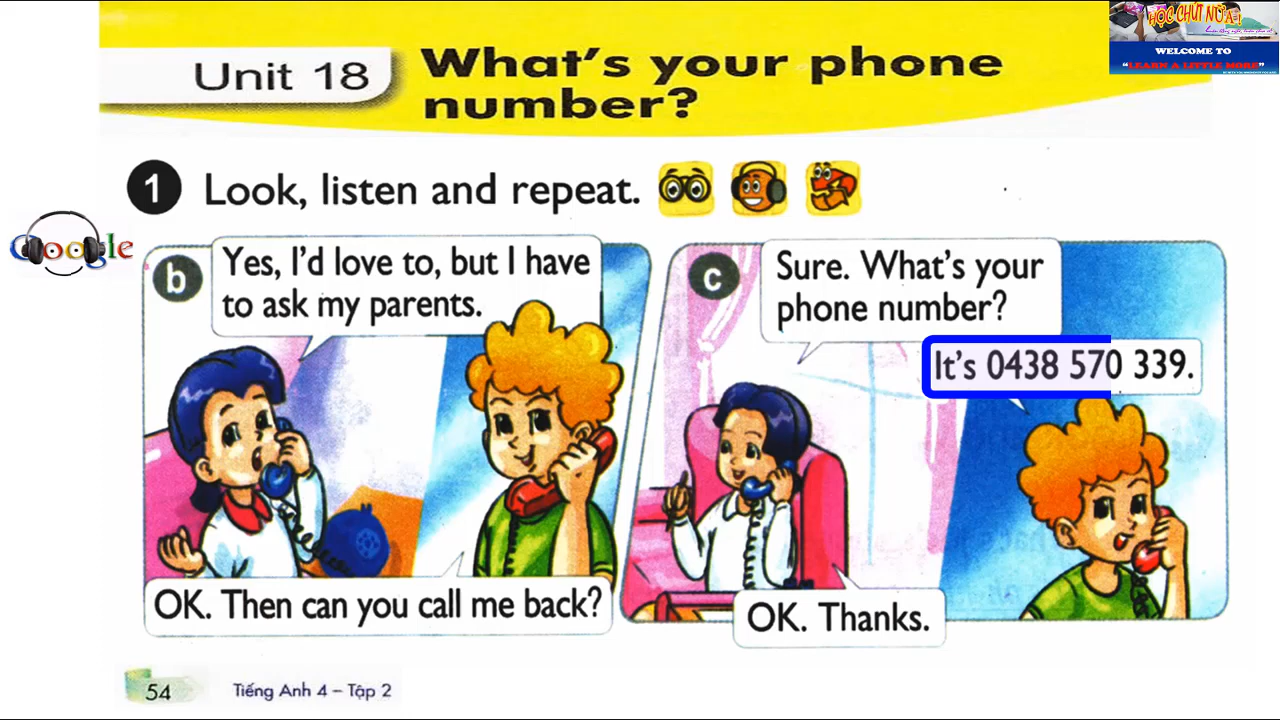 HỌC CHÚT NỮA!
WELCOME TO
"LEARN A LITTLE MORE"
Unit 18
What's your phone
number?
1 Look, listen and repeat.
Google
b
Yes, I'd love to, but I have
to ask my parents.
OK. Then can you call me back?
c
Sure. What's your
phone number?
It's 0438 570 339.
OK. Thanks.
54
Tiếng Anh 4 – Tập 2